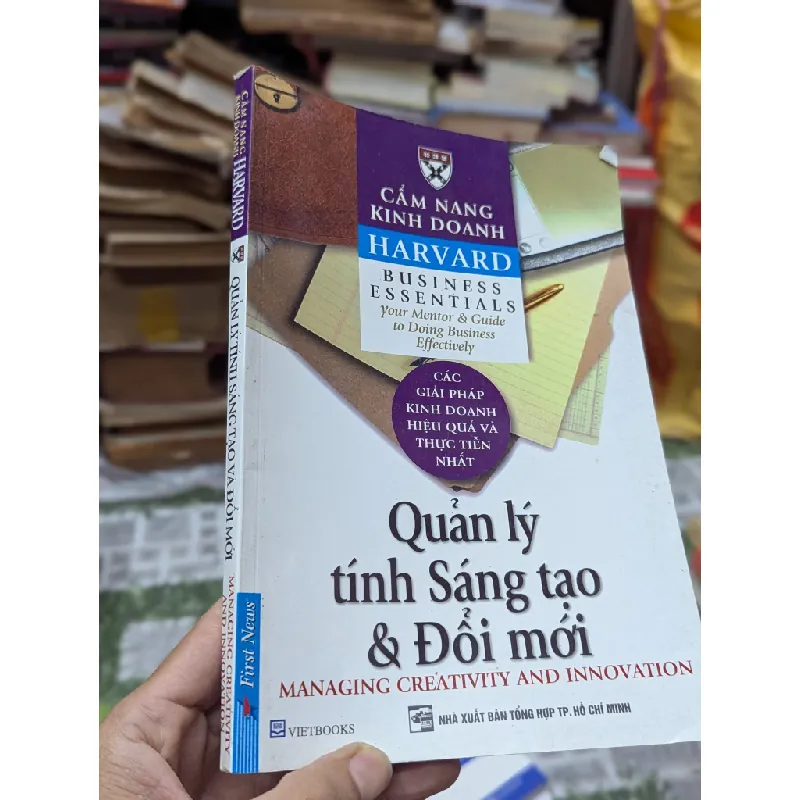 CẨM NANG
KINH DOANH
HARVARD
BUSINESS
ESSENTIALS
Your Mentor & Guide
to Doing Business
Effectively
CÁC
GIẢI PHÁP
KINH DOANH
HIỆU QUẢ VÀ
THỰC TIỄN
NHẤT
Quản lý
tính Sáng tạo
& Đổi mới
MANAGING CREATIVITY AND INNOVATION
NHÀ XUẤT BẢN TỔNG HỢP TP. HỒ CHÍ MINH
VIETBOOKS
First News
CẨM NANG
KINH DOANH
HARVARD
QUẢN LÝ TÍNH SÁNG TẠO VÀ ĐỔI MỚI
MANAGING CREATIVITY
AND INNOVATION